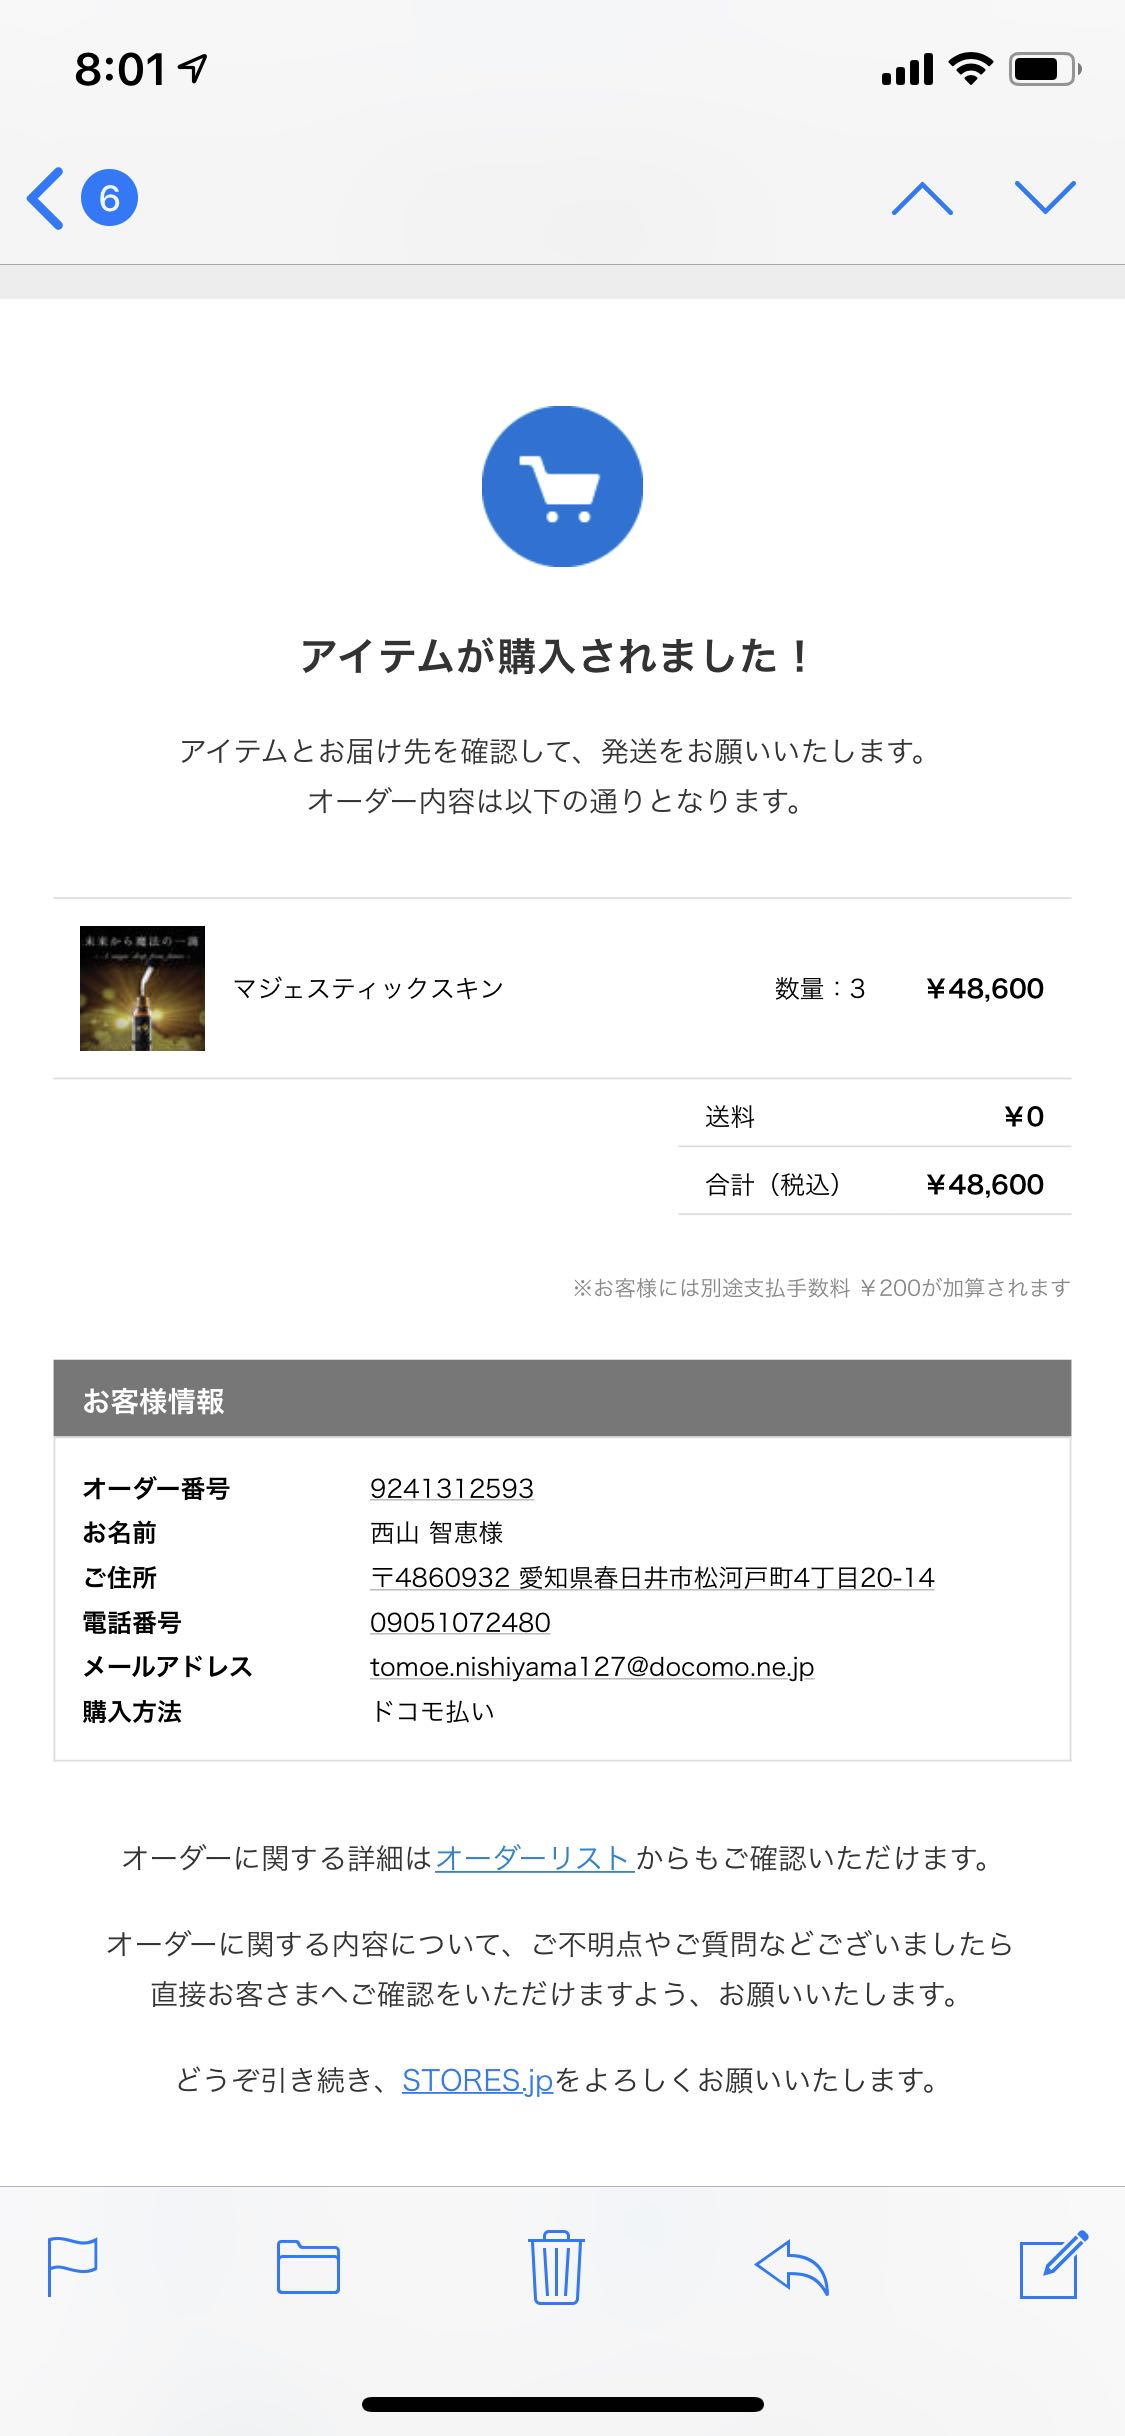 8:01
6
アイテムが購入されました！
アイテムとお届け先を確認して、発送をお願いいたします。
オーダー内容は以下の通りとなります。
未来から魔法の一滴
マジェスティックスキン 数量：3 ¥48,600
送料 ¥0
合計（税込） ¥48,600
※お客様には別途支払手数料 ¥200が加算されます
お客様情報
オーダー番号 9241312593
お名前 西山 智恵様
ご住所 〒4860932 愛知県春日井市松河戸町4丁目20-14
電話番号 09051072480
メールアドレス tomoe.nishiyama127@docomo.ne.jp
購入方法 ドコモ払い
オーダーに関する詳細はオーダーリストからもご確認いただけます。
オーダーに関する内容について、ご不明点やご質問などございましたら
直接お客さまへご確認をいただけますよう、お願いいたします。
どうぞ引き続き、STORES.jpをよろしくお願いいたします。